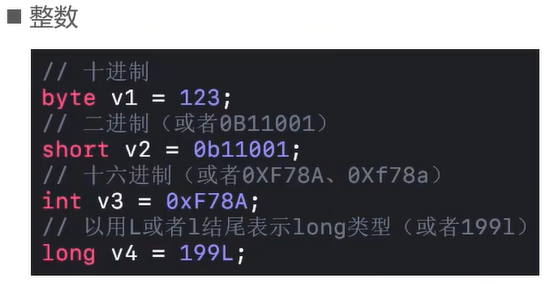 整数
// 十进制
byte v1 = 123;
// 二进制（或者0B11001）
short v2 = 0b11001;
// 十六进制（或者0XF78A、0Xf78a）
int v3 = 0xF78A;
// 以用L或者l结尾表示long类型（或者199l）
long v4 = 199L;